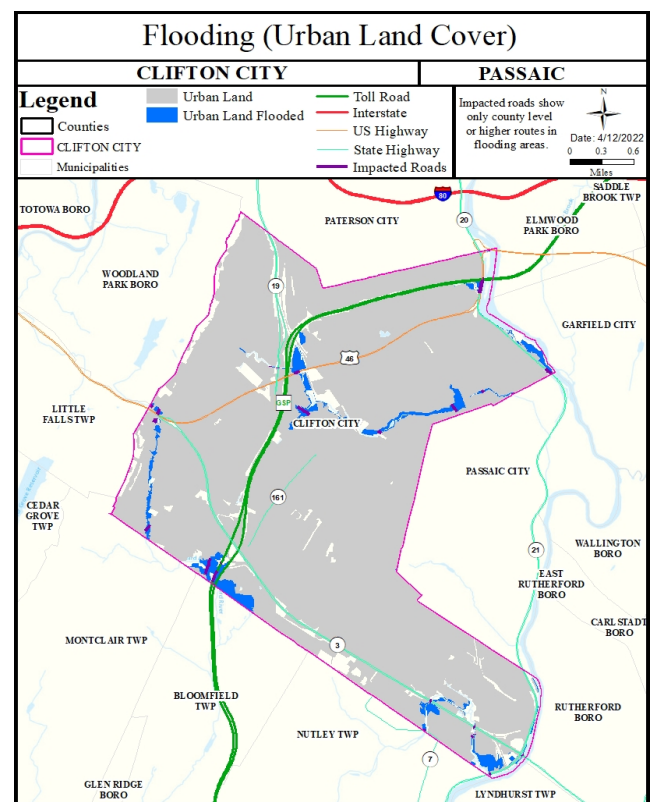 Flooding (Urban Land Cover)
CLIFTON CITY
PASSAIC
Legend
Counties
CLIFTON CITY
Municipalities
Urban Land
Urban Land Flooded
Toll Road
Interstate
US Highway
State Highway
Impacted Roads
Impacted roads show
only county level
or higher routes in
flooding areas.
N
Date: 4/12/2022
0 0.3 0.6
Miles
80
SADDLE
BROOK TWP
TOTOWA BORO
PATERSON CITY
20
ELMWOOD
PARK BORO
WOODLAND
PARK BORO
19
GARFIELD CITY
46
GSP
LITTLE
FALLS TWP
CLIFTON CITY
PASSAIC CITY
161
CEDAR
GROVE
TWP
21
WALLINGTON
BORO
EAST
RUTHERFORD
BORO
CARLSTADT
BORO
MONTCLAIR TWP
3
BLOOMFIELD
TWP
RUTHERFORD
BORO
NUTLEY TWP
7
GLEN RIDGE
BORO
LYNDHURST TWP